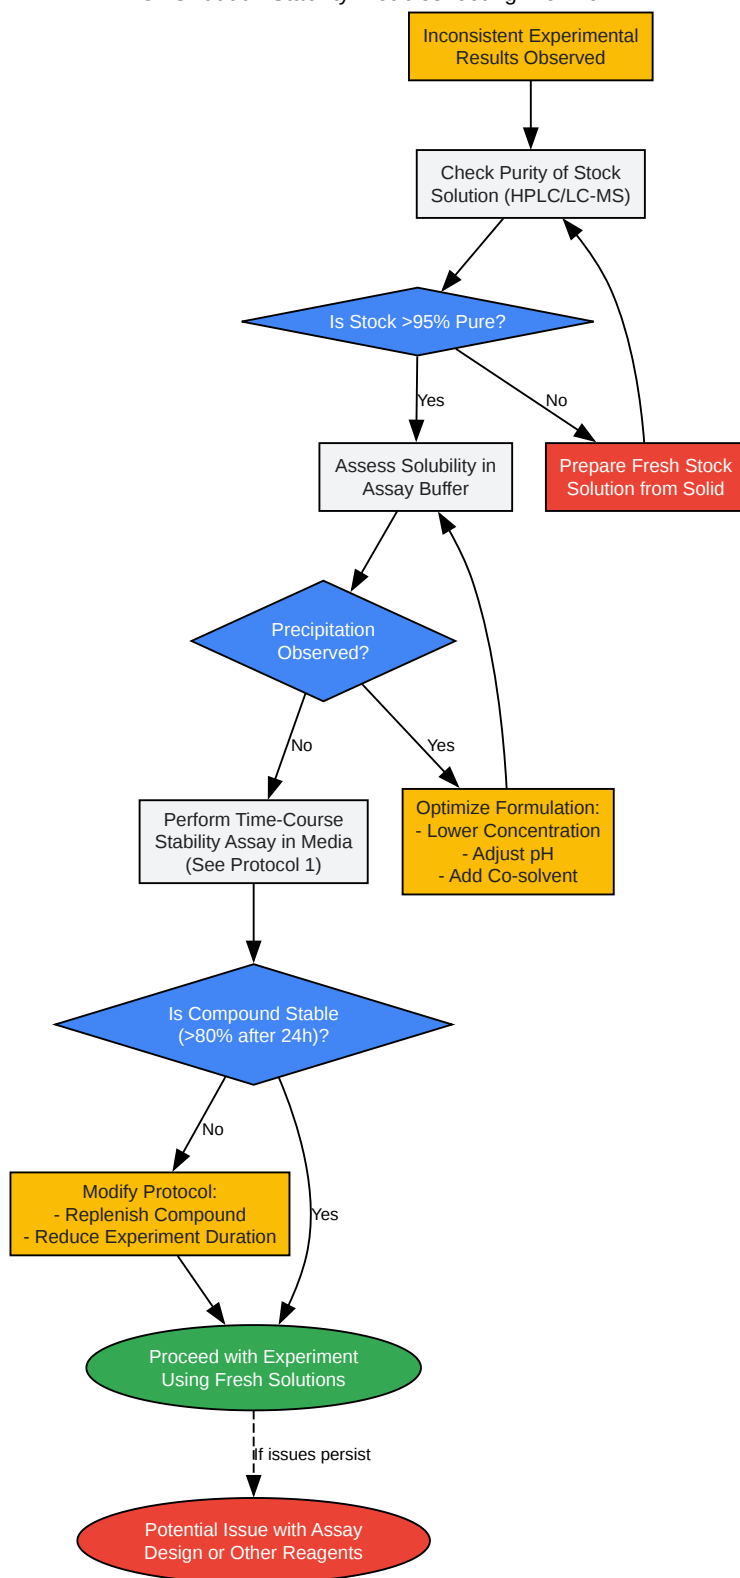 Inconsistent Experimental
Results Observed
Check Purity of Stock
Solution (HPLC/LC-MS)
Is Stock >95% Pure?
Yes
No
Assess Solubility in
Assay Buffer
Prepare Fresh Stock
Solution from Solid
Precipitation
Observed?
No
Yes
Perform Time-Course
Stability Assay in Media
(See Protocol 1)
Optimize Formulation:
- Lower Concentration
- Adjust pH
- Add Co-solvent
Is Compound Stable
(>80% after 24h)?
No
Yes
Modify Protocol:
- Replenish Compound
- Reduce Experiment Duration
Proceed with Experiment
Using Fresh Solutions
If issues persist
Potential Issue with Assay
Design or Other Reagents